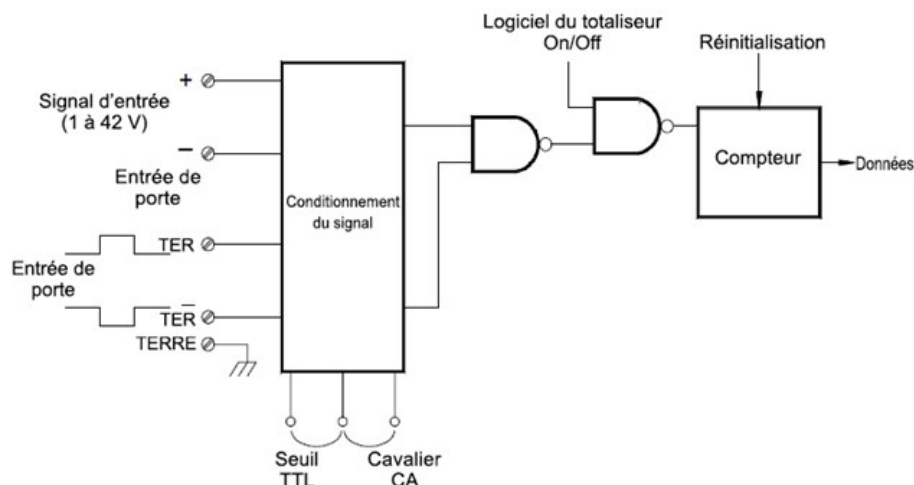 Logiciel du totaliseur
On/Off
Réinitialisation
+
Signal d'entrée
(1 à 42 V)
−
Entrée de
porte
Conditionnement
du signal
Compteur
Données
TER
Entrée de
porte
TER
TERRE
Seuil
TTL
Cavalier
CA